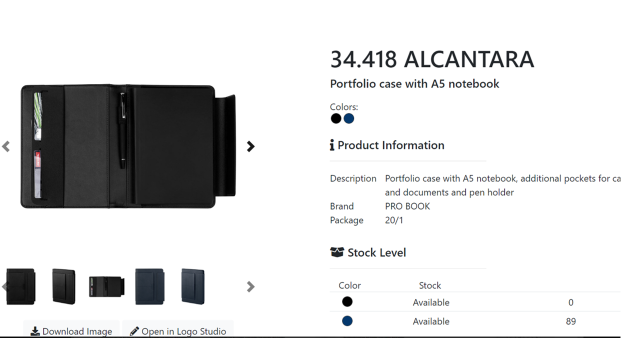 34.418 ALCANTARA
Portfolio case with A5 notebook
Colors:
Product Information
Description Portfolio case with A5 notebook, additional pockets for ca
and documents and pen holder
Brand PRO BOOK
Package 20/1
Stock Level
Color Stock
Available 0
Available 89
Download Image Open in Logo Studio